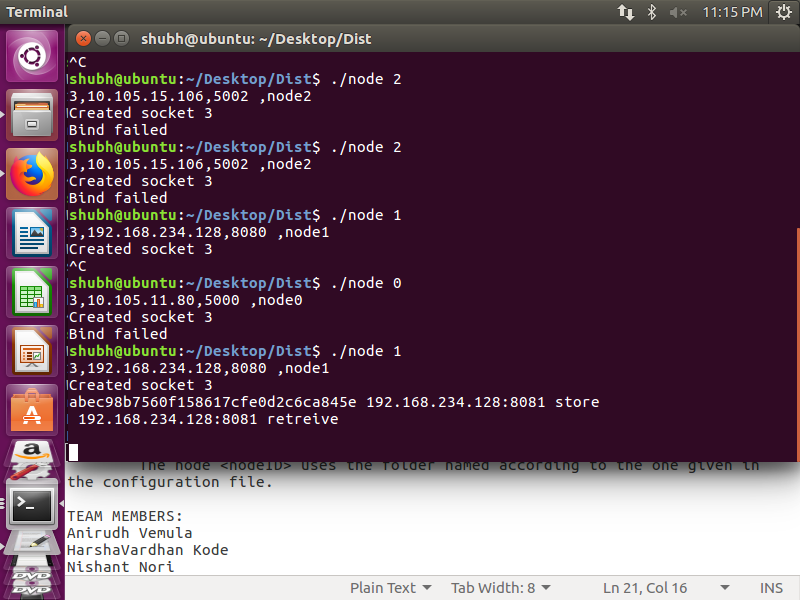 Terminal
11:15 PM
shubh@ubuntu: ~/Desktop/Dist
^C
shubh@ubuntu:~/Desktop/Dist$ ./node 2
3,10.105.15.106,5002 ,node2
Created socket 3
Bind failed
shubh@ubuntu:~/Desktop/Dist$ ./node 2
3,10.105.15.106,5002 ,node2
Created socket 3
Bind failed
shubh@ubuntu:~/Desktop/Dist$ ./node 1
3,192.168.234.128,8080 ,node1
Created socket 3
^C
shubh@ubuntu:~/Desktop/Dist$ ./node 0
3,10.105.11.80,5000 ,node0
Created socket 3
Bind failed
shubh@ubuntu:~/Desktop/Dist$ ./node 1
3,192.168.234.128,8080 ,node1
Created socket 3
abec98b7560f158617cfe0d2c6ca845e 192.168.234.128:8081 store
192.168.234.128:8081 retreive
The node <nodeID> uses the folder named according to the one given in
the configuration file.
TEAM MEMBERS:
Anirudh Vemula
HarshaVardhan Kode
Nishant Nori
Plain Text Tab Width: 8 Ln 21, Col 16 INS